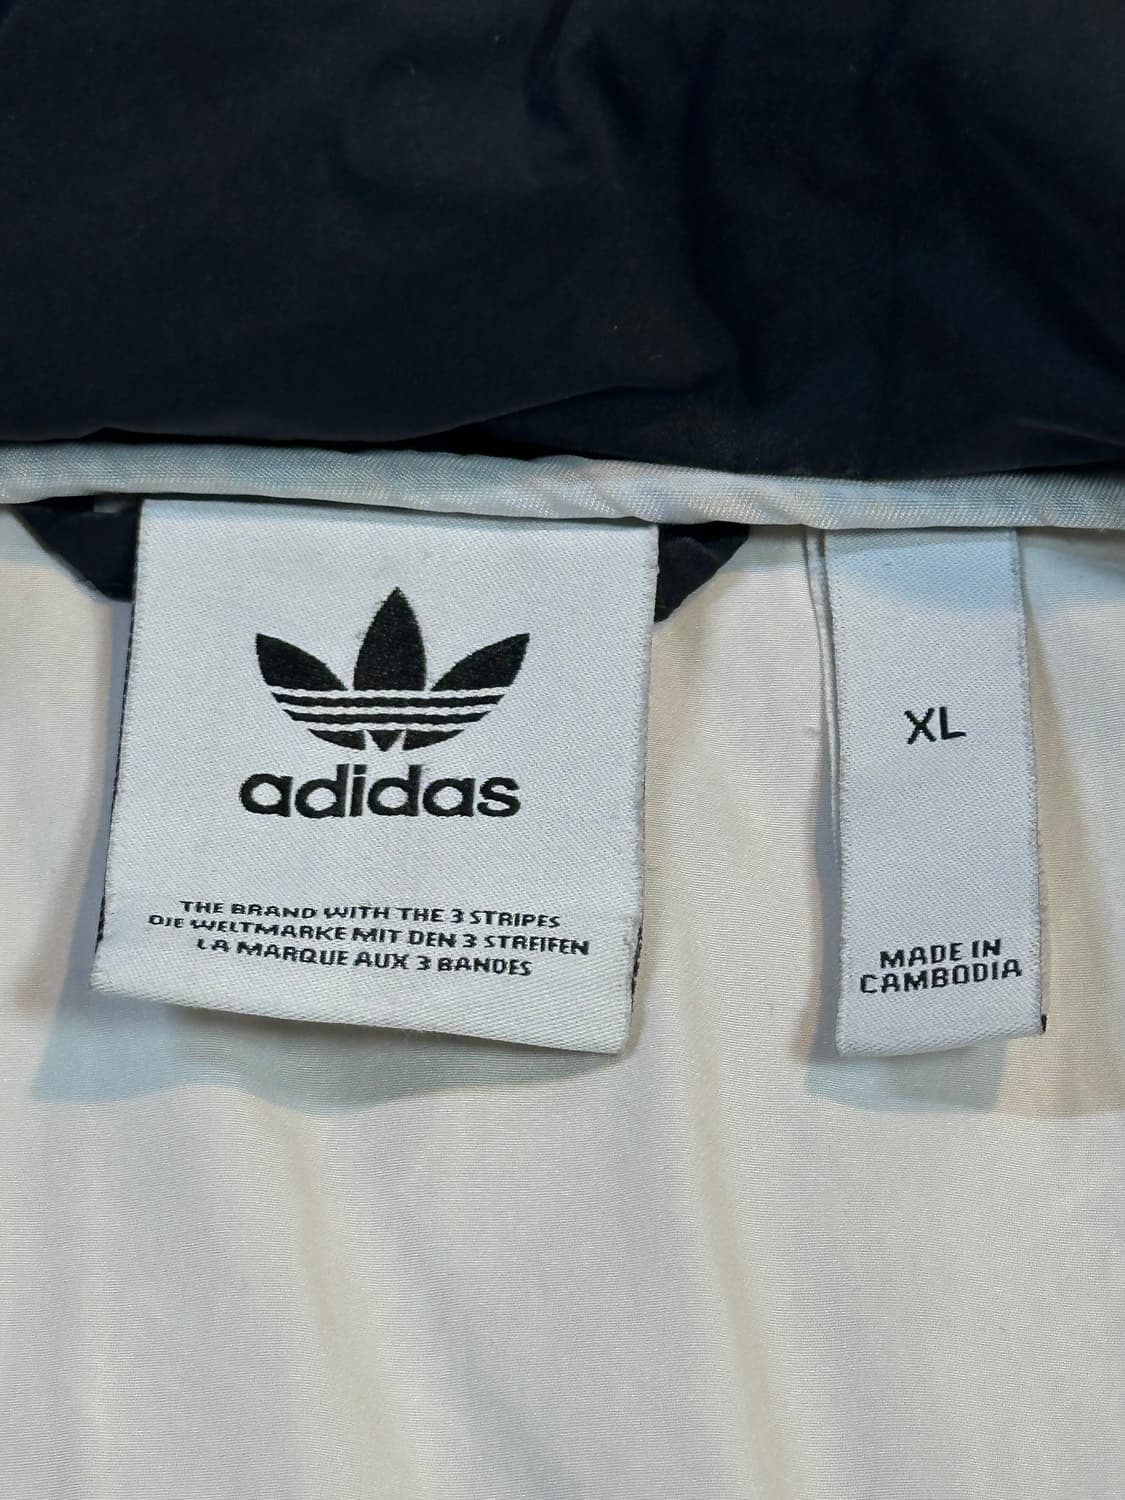 adidas
THE BRAND WITH THE 3 STRIPES
DIE WELTMARKE MIT DEN 3 STREIFEN
LA MARQUE AUX 3 BANDES
XL
MADE IN
CAMBODIA